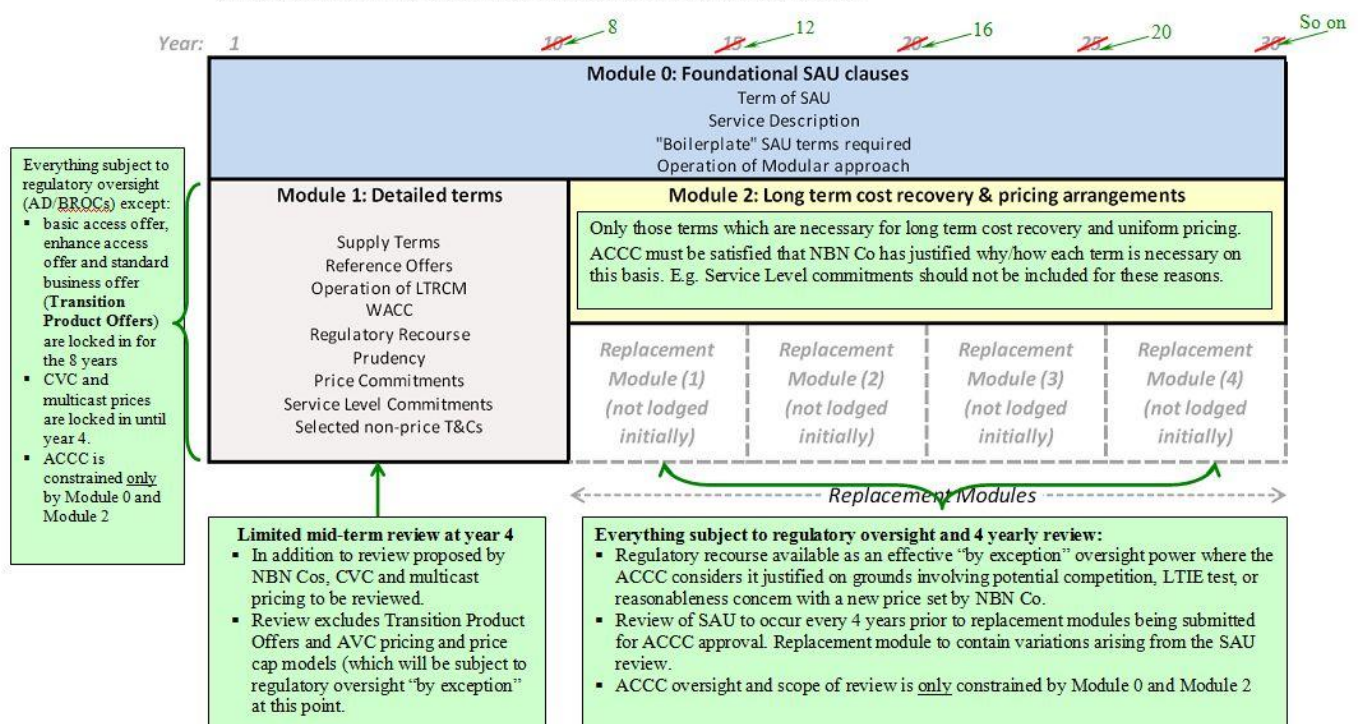 8
12
16
20
So on
Year: 1 10 15 20 25 30
Module 0: Foundational SAU clauses
Term of SAU
Service Description
"Boilerplate" SAU terms required
Operation of Modular approach
Everything subject to
regulatory oversight
(AD/BROCs) except:
▪ basic access offer,
enhance access
offer and standard
business offer
(Transition
Product Offers)
are locked in for
the 8 years
▪ CVC and
multicast prices
are locked in until
year 4.
▪ ACCC is
constrained only
by Module 0 and
Module 2
Module 1: Detailed terms
Supply Terms
Reference Offers
Operation of LTRCM
WACC
Regulatory Recourse
Prudency
Price Commitments
Service Level Commitments
Selected non-price T&Cs
Module 2: Long term cost recovery & pricing arrangements
Only those terms which are necessary for long term cost recovery and uniform pricing.
ACCC must be satisfied that NBN Co has justified why/how each term is necessary on
this basis. E.g. Service Level commitments should not be included for these reasons.
Replacement
Module (1)
(not lodged
initially)
Replacement
Module (2)
(not lodged
initially)
Replacement
Module (3)
(not lodged
initially)
Replacement
Module (4)
(not lodged
initially)
Replacement Modules
Limited mid-term review at year 4
▪ In addition to review proposed by
NBN Cos, CVC and multicast
pricing to be reviewed.
▪ Review excludes Transition Product
Offers and AVC pricing and price
cap models (which will be subject to
regulatory oversight “by exception”
at this point.
Everything subject to regulatory oversight and 4 yearly review:
▪ Regulatory recourse available as an effective “by exception” oversight power where the
ACCC considers it justified on grounds involving potential competition, LTIE test, or
reasonableness concern with a new price set by NBN Co.
▪ Review of SAU to occur every 4 years prior to replacement modules being submitted
for ACCC approval. Replacement module to contain variations arising from the SAU
review.
▪ ACCC oversight and scope of review is only constrained by Module 0 and Module 2